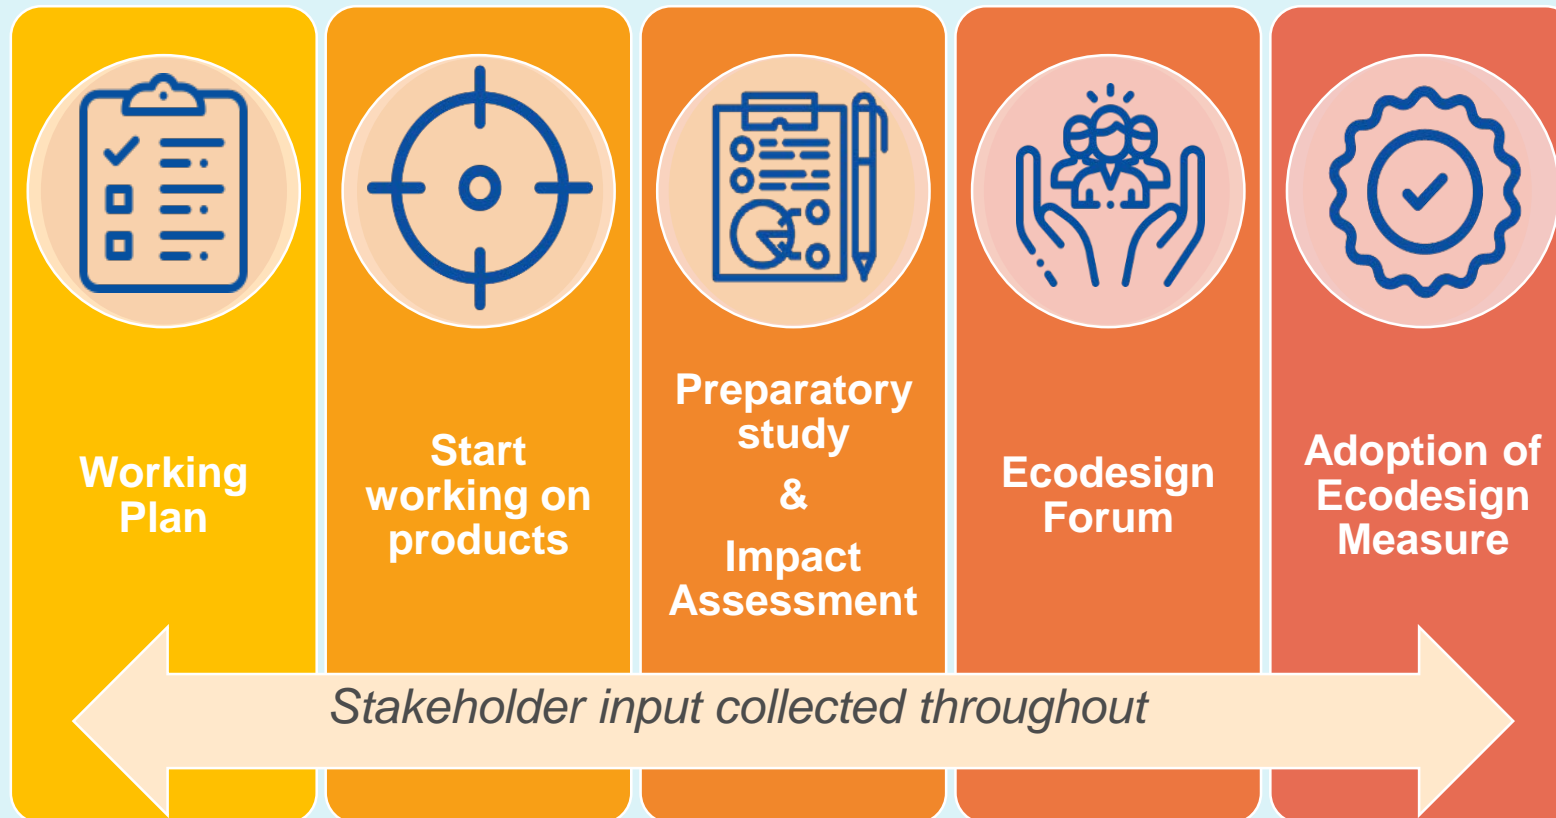 Working
Plan
Start
working on
products
Preparatory
study
&
Impact
Assessment
Ecodesign
Forum
Adoption of
Ecodesign
Measure
Stakeholder input collected throughout